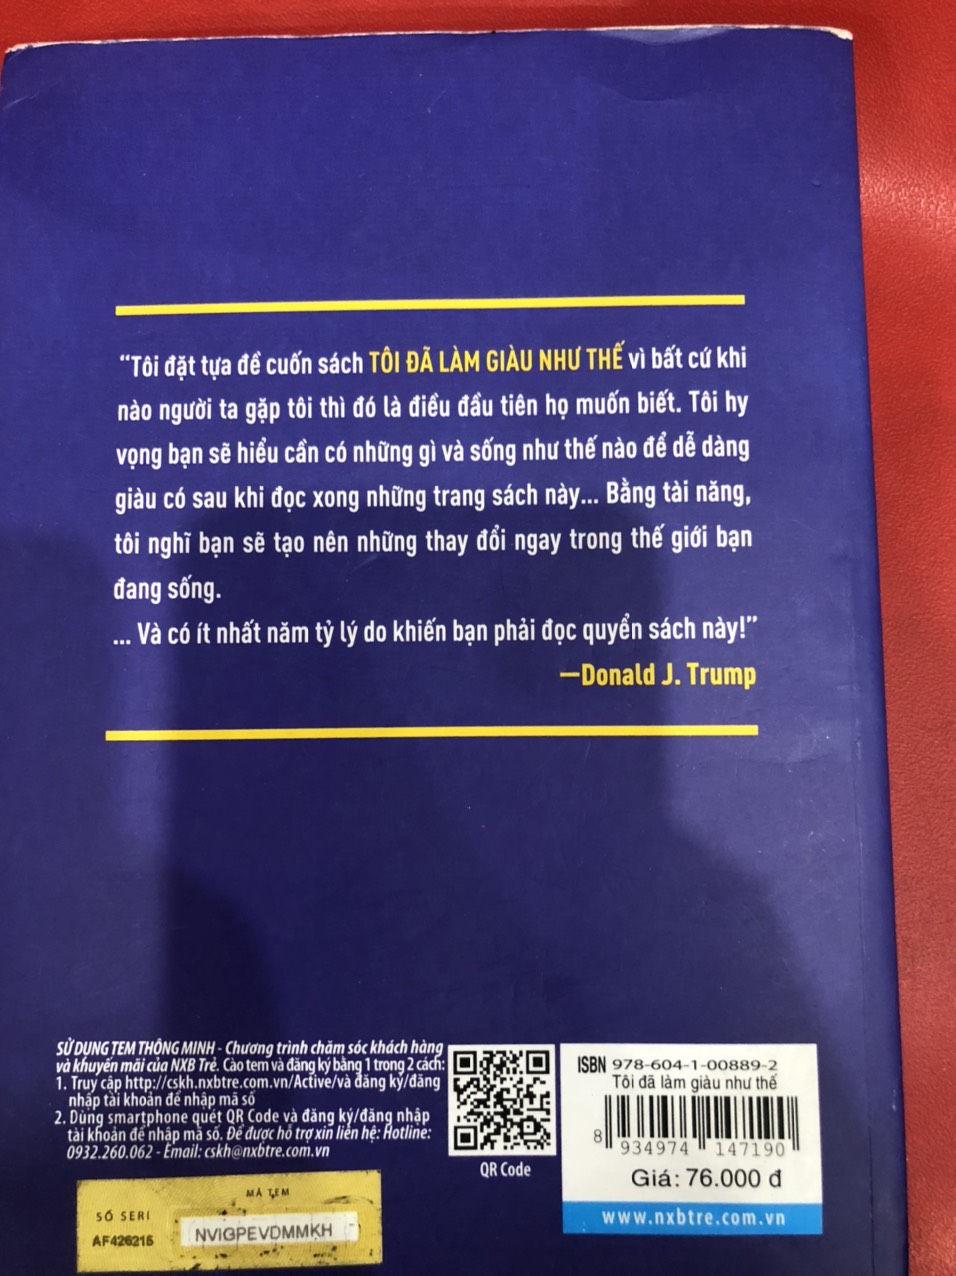 “Tôi đặt tựa đề cuốn sách TÔI ĐÃ LÀM GIÀU NHƯ THẾ vì bất cứ khi
nào người ta gặp tôi thì đó là điều đầu tiên họ muốn biết. Tôi hy
vọng bạn sẽ hiểu cần có những gì và sống như thế nào để dễ dàng
giàu có sau khi đọc xong những trang sách này... Bằng tài năng,
tôi nghĩ bạn sẽ tạo nên những thay đổi ngay trong thế giới bạn
đang sống.
... Và có ít nhất năm tỷ lý do khiến bạn phải đọc quyển sách này!”
—Donald J. Trump
SỬ DỤNG TEM THÔNG MINH - Chương trình chăm sóc khách hàng
và khuyến mãi của NXB Trẻ. Cào tem và đăng ký bằng 1 trong 2 cách:
1. Truy cập http://cskh.nxbtre.com.vn/Active/và đăng ký/đăng
nhập tài khoản để nhập mã số
2. Dùng smartphone quét QR Code và đăng ký/đăng nhập
tài khoản để nhập mã số. Để được hỗ trợ xin liên hệ: Hotline:
0932.260.062 - Email: cskh@nxbtre.com.vn
QR Code
MÃ TEM
SỐ SERI
AF426215
NVIGPEVDMMKH
ISBN 978-604-1-00889-2
Tôi đã làm giàu như thế
8 934974 147190
Giá: 76.000 đ
www.nxbtre.com.vn